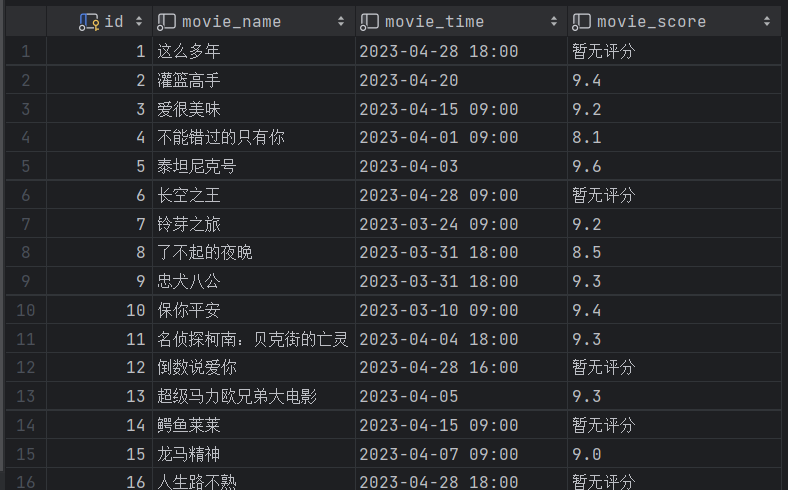 id movie_name movie_time movie_score
1 1 这么多年 2023-04-28 18:00 暂无评分
2 2 灌篮高手 2023-04-20 9.4
3 3 爱很美味 2023-04-15 09:00 9.2
4 4 不能错过的只有你 2023-04-01 09:00 8.1
5 5 泰坦尼克号 2023-04-03 9.6
6 6 长空之王 2023-04-28 09:00 暂无评分
7 7 铃芽之旅 2023-03-24 09:00 9.2
8 8 了不起的夜晚 2023-03-31 18:00 8.5
9 9 忠犬八公 2023-03-31 18:00 9.3
10 10 保你平安 2023-03-10 09:00 9.4
11 11 名侦探柯南：贝克街的亡灵 2023-04-04 18:00 9.3
12 12 倒数说爱你 2023-04-28 16:00 暂无评分
13 13 超级马力欧兄弟大电影 2023-04-05 9.3
14 14 鳄鱼莱莱 2023-04-15 09:00 暂无评分
15 15 龙马精神 2023-04-07 09:00 9.0
16 16 人生路不熟 2023-04-28 18:00 暂无评分